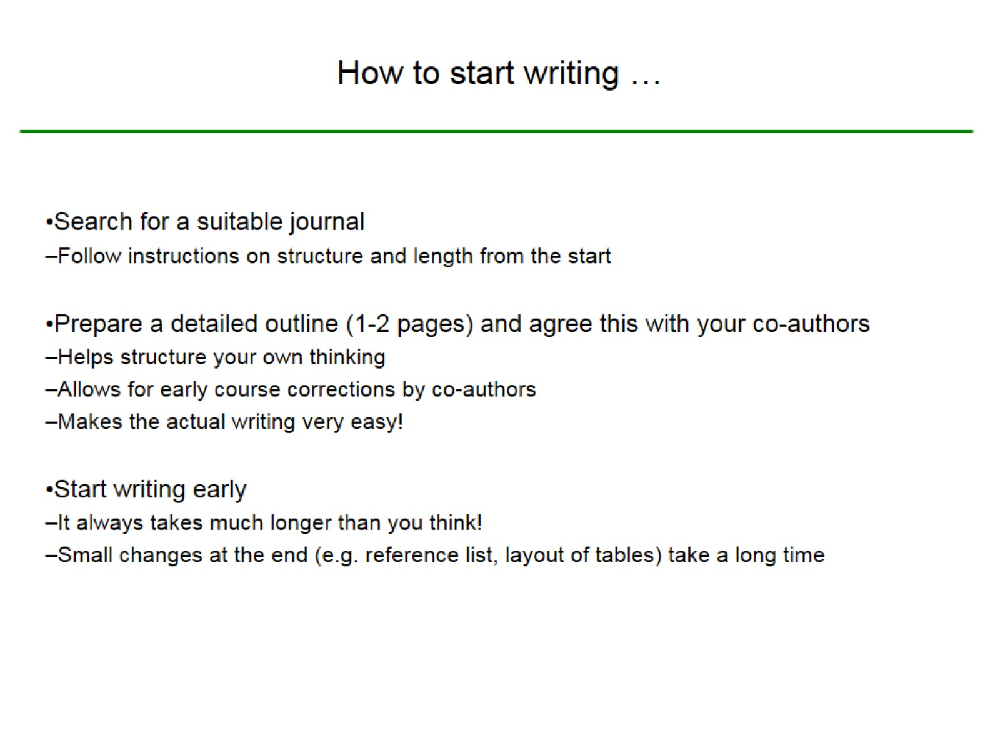 How to start writing …
•Search for a suitable journal
–Follow instructions on structure and length from the start
•Prepare a detailed outline (1-2 pages) and agree this with your co-authors
–Helps structure your own thinking
–Allows for early course corrections by co-authors
–Makes the actual writing very easy!
•Start writing early
–It always takes much longer than you think!
–Small changes at the end (e.g. reference list, layout of tables) take a long time